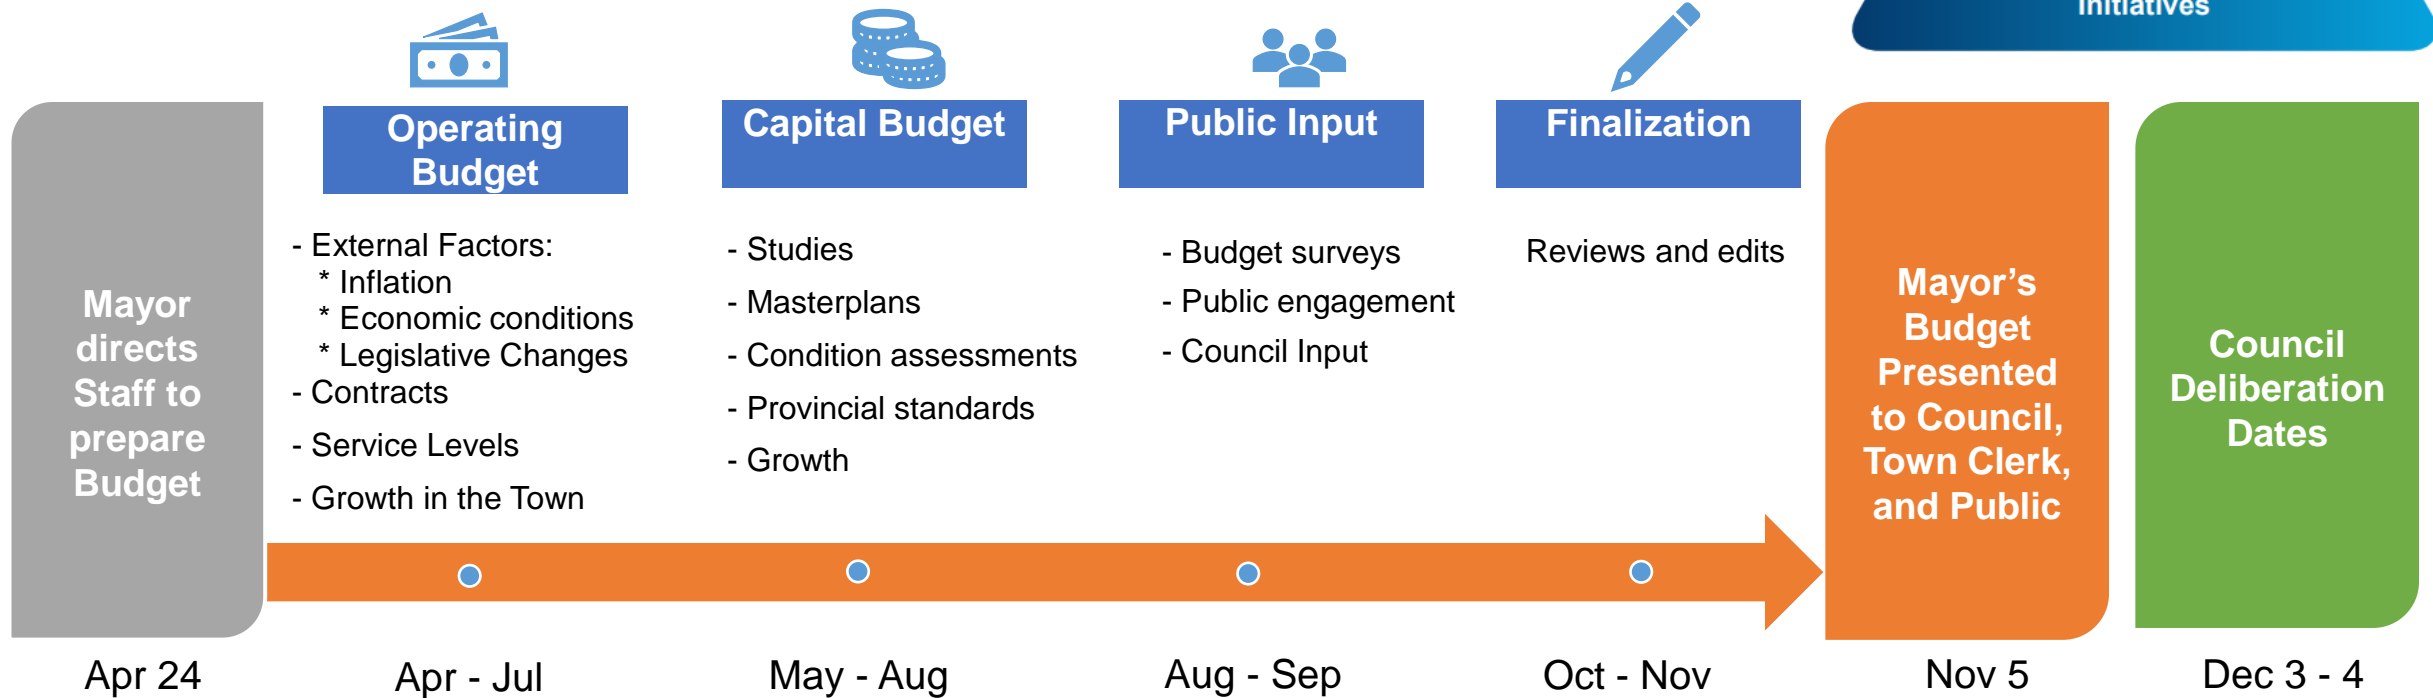 Initiatives
Mayor
directs
Staff to
prepare
Budget
Apr 24
Operating
Budget
- External Factors:
* Inflation
* Economic conditions
* Legislative Changes
- Contracts
- Service Levels
- Growth in the Town
Apr - Jul
Capital Budget
- Studies
- Masterplans
- Condition assessments
- Provincial standards
- Growth
May - Aug
Public Input
- Budget surveys
- Public engagement
- Council Input
Aug - Sep
Finalization
Reviews and edits
Oct - Nov
Mayor’s
Budget
Presented
to Council,
Town Clerk,
and Public
Nov 5
Council
Deliberation
Dates
Dec 3 - 4